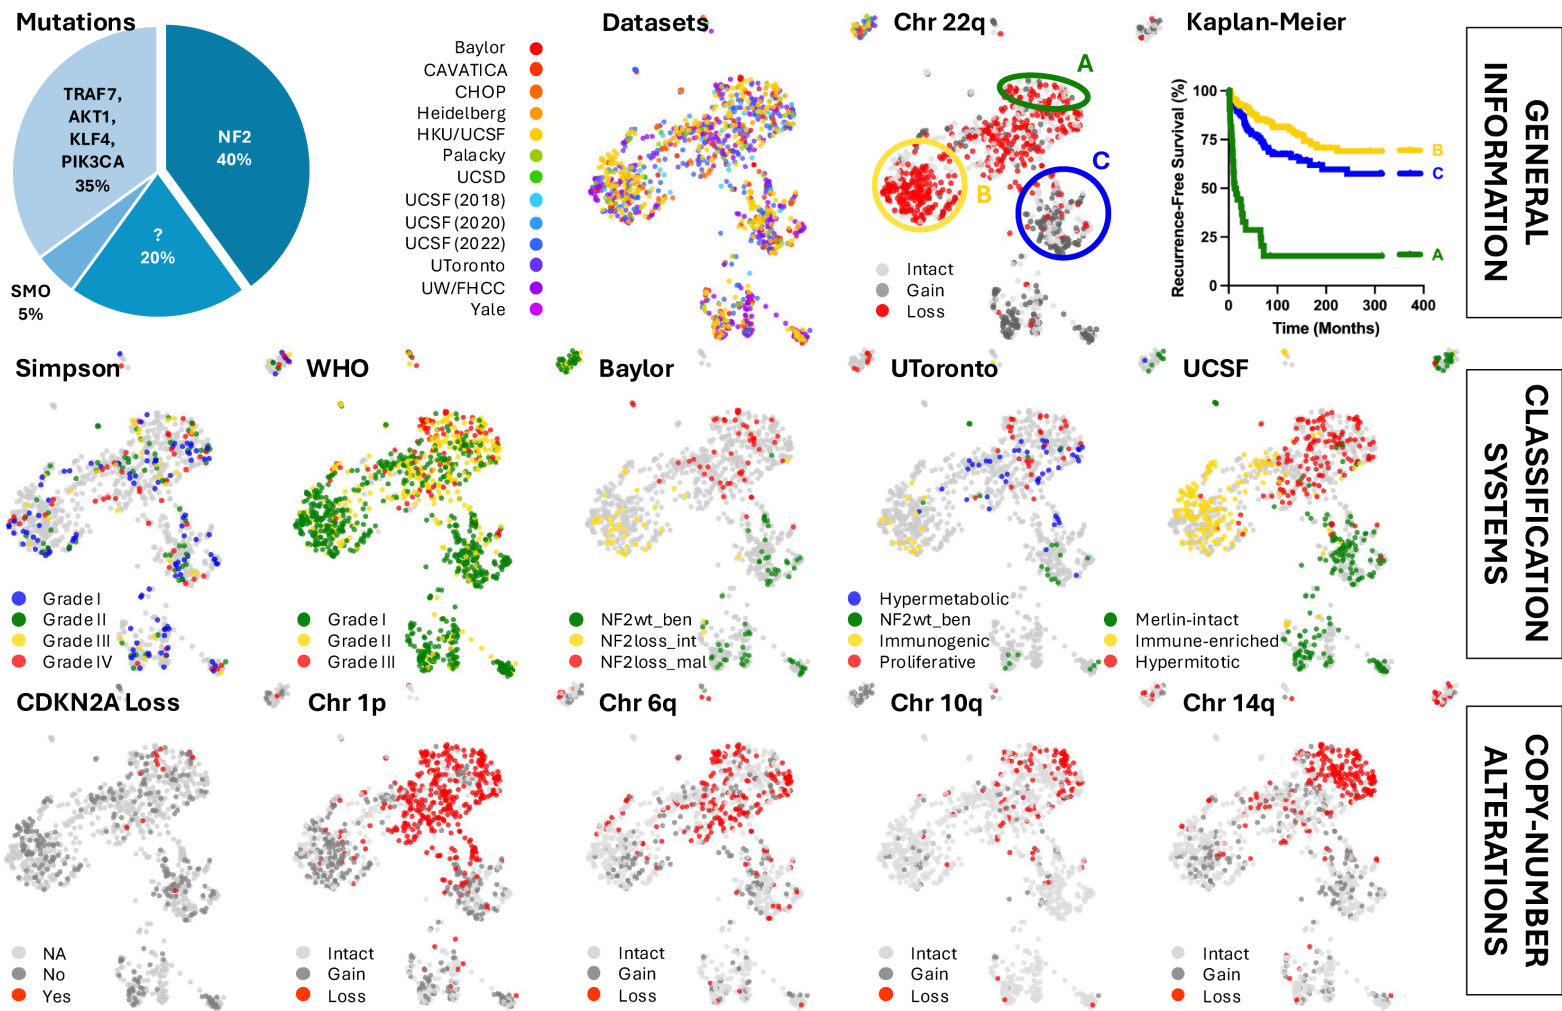 Mutations
TRAF7,
AKT1,
KLF4,
PIK3CA
35%
NF2
40%
?
20%
SMO
5%
Datasets
Baylor
CAVATICA
CHOP
Heidelberg
HKU/UCSF
Palacky
UCSD
UCSF (2018)
UCSF (2020)
UCSF (2022)
UToronto
UW/FHCC
Yale
Chr 22q
A
B
C
Intact
Gain
Loss
Kaplan-Meier
Recurrence-Free Survival (%)
100
75
50
25
0
0 100 200 300 400
Time (Months)
B
C
A
GENERAL
INFORMATION
Simpson
Grade I
Grade II
Grade III
Grade IV
WHO
Grade I
Grade II
Grade III
Baylor
NF2wt_ben
NF2loss_int
NF2loss_mal
UToronto
Hypermetabolic
NF2wt_ben
Immunogenic
Proliferative
UCSF
Merlin-intact
Immune-enriched
Hypermitotic
CLASSIFICATION
SYSTEMS
CDKN2A Loss
NA
No
Yes
Chr 1p
Intact
Gain
Loss
Chr 6q
Intact
Gain
Loss
Chr 10q
Intact
Gain
Loss
Chr 14q
Intact
Gain
Loss
COPY-NUMBER
ALTERATIONS